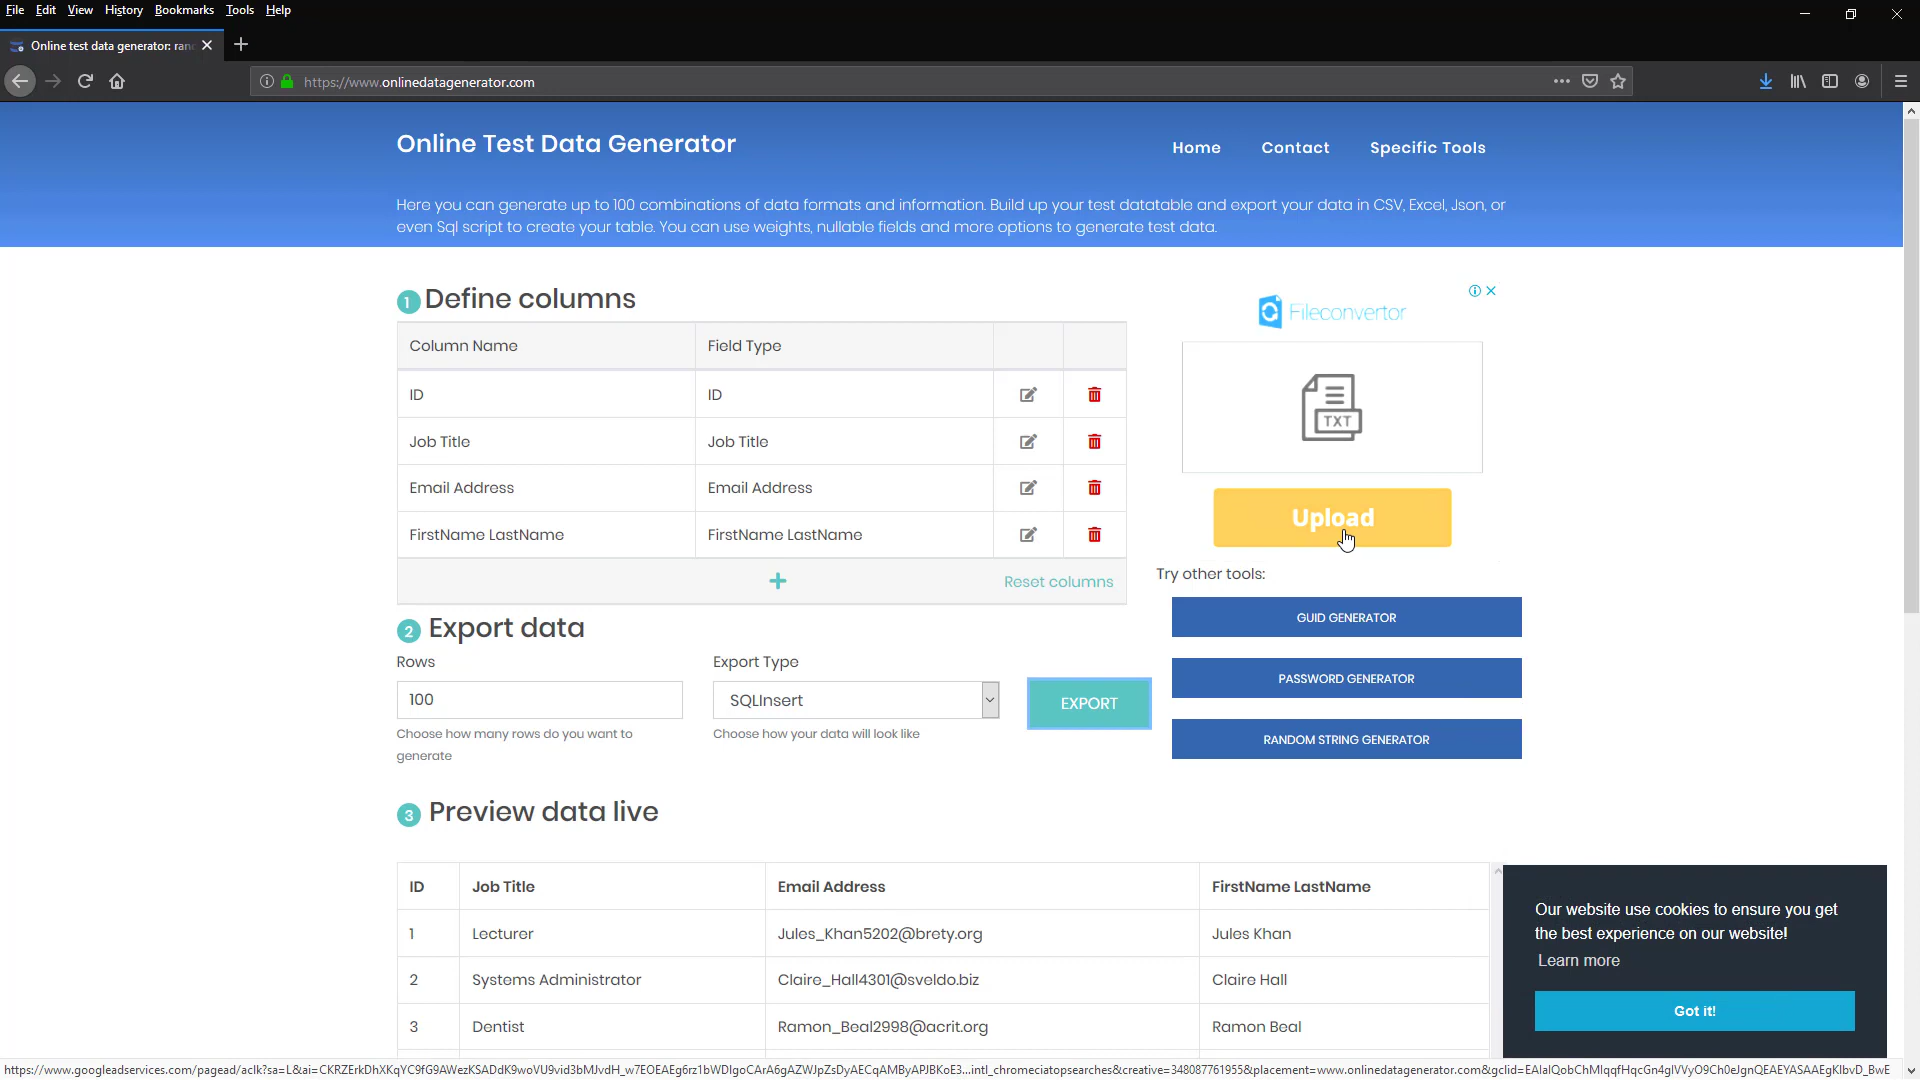 File Edit View History Bookmarks Tools Help
Online test data generator: ran
https://www.onlinedatagenerator.com
Online Test Data Generator
Home Contact Specific Tools
Here you can generate up to 100 combinations of data formats and information. Build up your test datatable and export your data in CSV, Excel, Json, or
even Sql script to create your table. You can use weights, nullable fields and more options to generate test data.
1 Define columns
Column Name Field Type
ID ID
Job Title Job Title
Email Address Email Address
FirstName LastName FirstName LastName
+ Reset columns
Fileconvertor
TXT
Upload
Try other tools:
GUID GENERATOR
PASSWORD GENERATOR
RANDOM STRING GENERATOR
2 Export data
Rows Export Type
100 SQLInsert EXPORT
Choose how many rows do you want to
generate
Choose how your data will look like
3 Preview data live
ID Job Title Email Address FirstName LastName
1 Lecturer Jules_Khan5202@brety.org Jules Khan
2 Systems Administrator Claire_Hall4301@sveldo.biz Claire Hall
3 Dentist Ramon_Beal2998@acrit.org Ramon Beal
Our website use cookies to ensure you get
the best experience on our website!
Learn more
Got it!